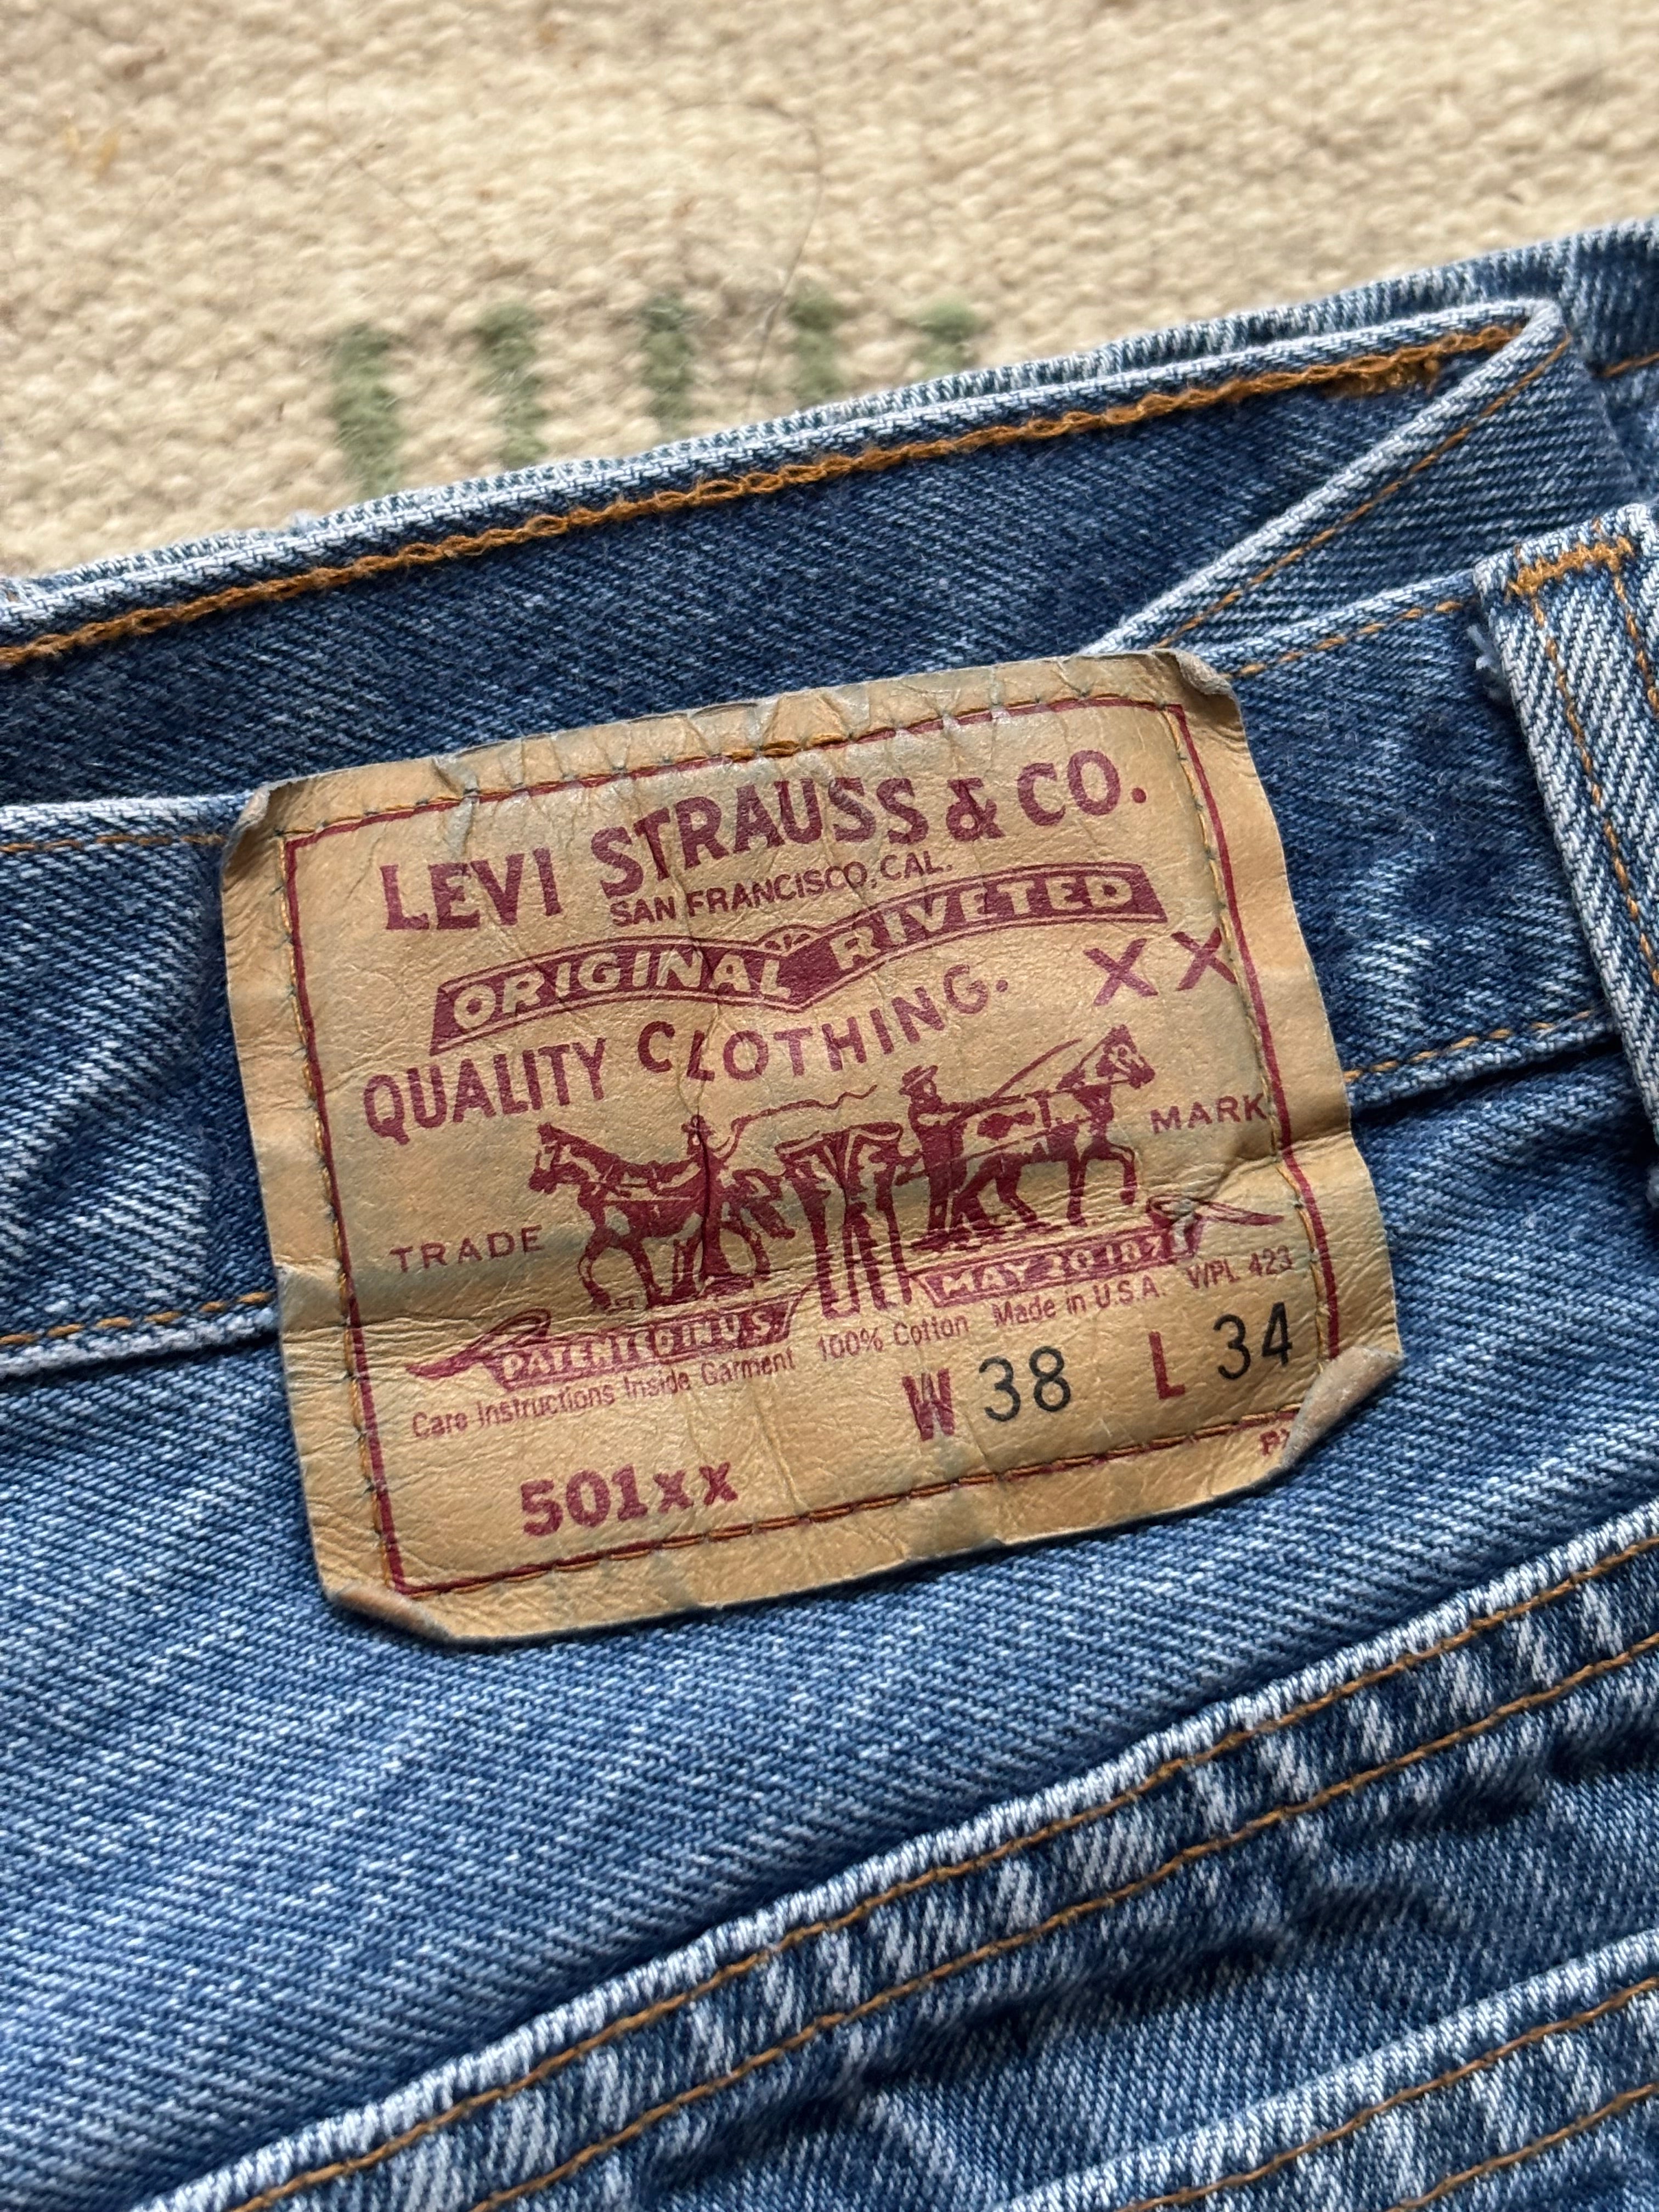 LEVI STRAUSS & CO.
SAN FRANCISCO, CAL.
ORIGINAL RIVETED
QUALITY CLOTHING. XX
TRADE MARK
PATENTED IN U.S. MAY 20 1873
Care Instructions Inside Garment 100% Cotton Made in U.S.A. WPL 423
W 38 L 34
501xx